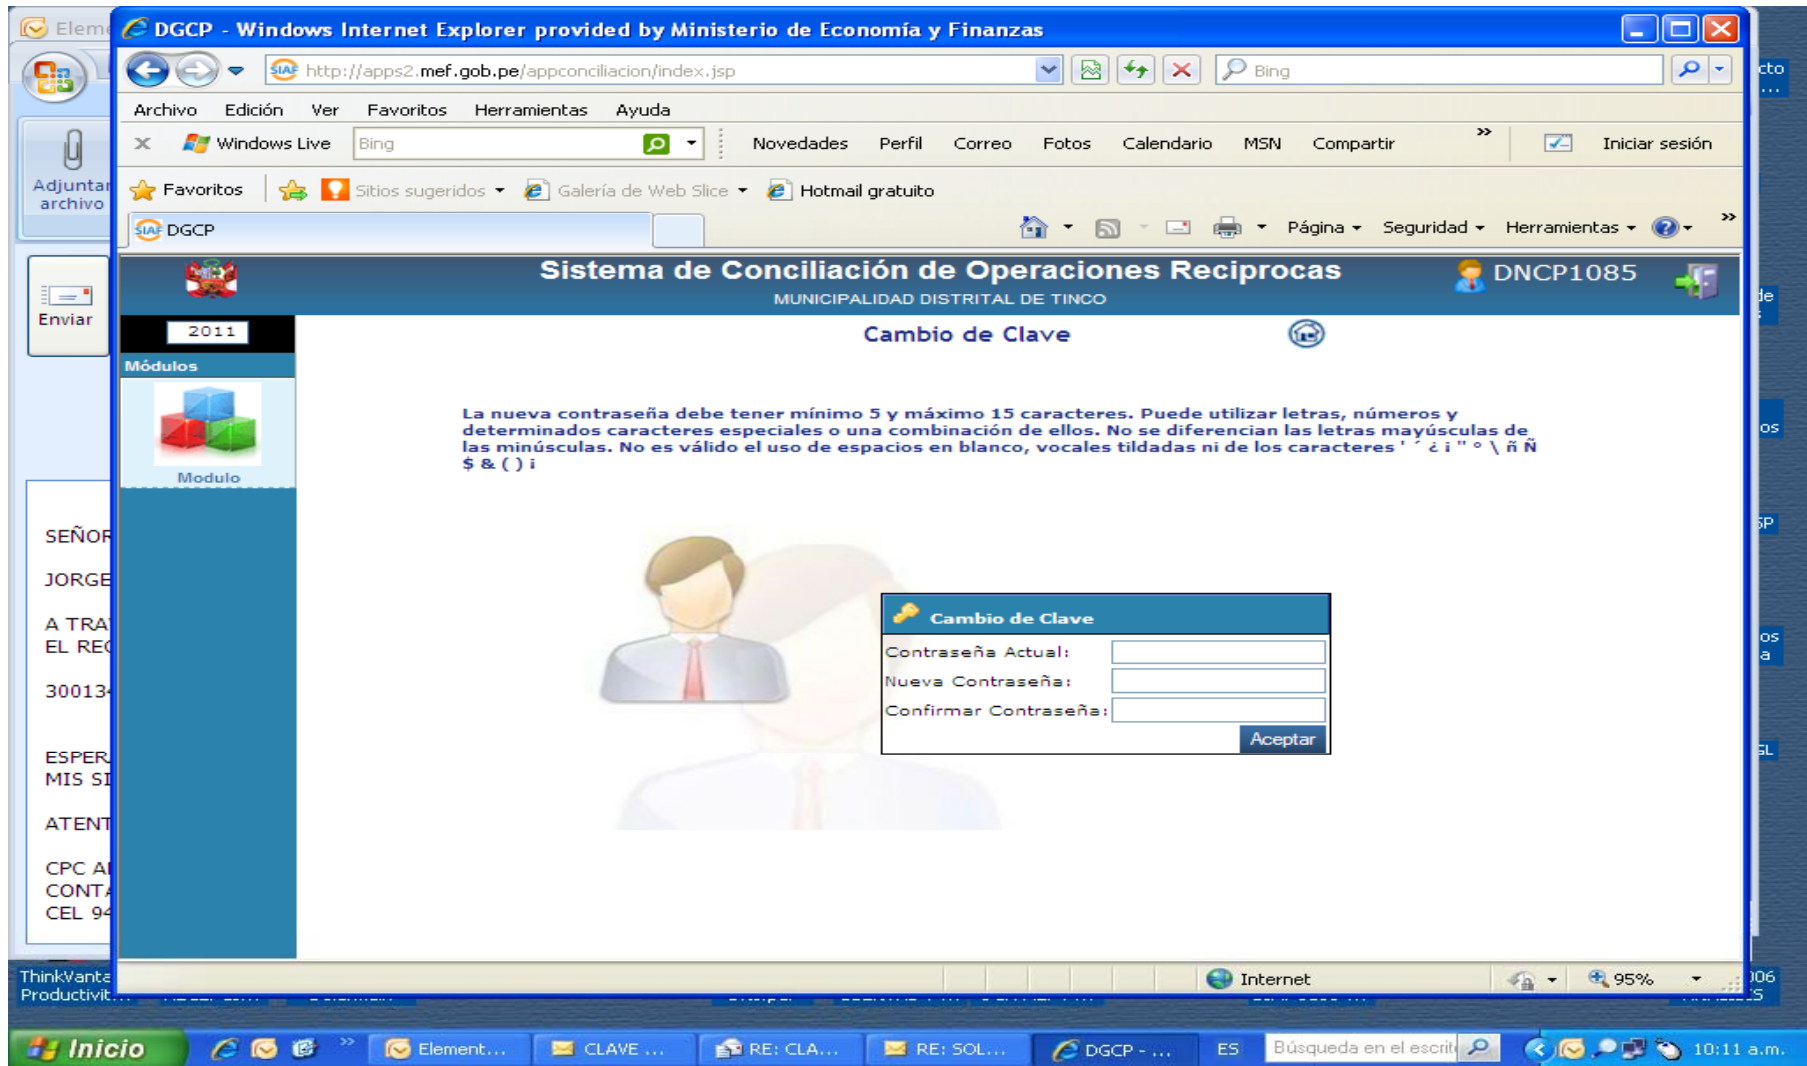 Eleme
DGCP - Windows Internet Explorer provided by Ministerio de Economía y Finanzas
SIAF http://apps2.mef.gob.pe/appconciliacion/index.jsp
Bing
Archivo Edición Ver Favoritos Herramientas Ayuda
x Windows Live Bing Novedades Perfil Correo Fotos Calendario MSN Compartir » Iniciar sesión
Favoritos Sitios sugeridos Galería de Web Slice Hotmail gratuito
SIAF DGCP
Página Seguridad Herramientas »
Adjuntar
archivo
Enviar
Sistema de Conciliación de Operaciones Reciprocas
DNCP1085
MUNICIPALIDAD DISTRITAL DE TINCO
2011
Cambio de Clave
Módulos
Modulo
La nueva contraseña debe tener mínimo 5 y máximo 15 caracteres. Puede utilizar letras, números y
determinados caracteres especiales o una combinación de ellos. No se diferencian las letras mayúsculas de
las minúsculas. No es válido el uso de espacios en blanco, vocales tildadas ni de los caracteres ' ´ ¿ i " ° \ ñ Ñ
$ & ( ) i
Cambio de Clave
Contraseña Actual:
Nueva Contraseña:
Confirmar Contraseña:
Aceptar
SEÑOR
JORGE
A TRA
EL REC
30013
ESPER
MIS SI
ATENT
CPC A
CONTA
CEL 94
Internet
95%
ThinkVanta
Productivit...
Inicio
» Element...
CLAVE ...
RE: CLA...
RE: SOL...
DGCP - ...
ES
Búsqueda en el escrit
10:11 a.m.